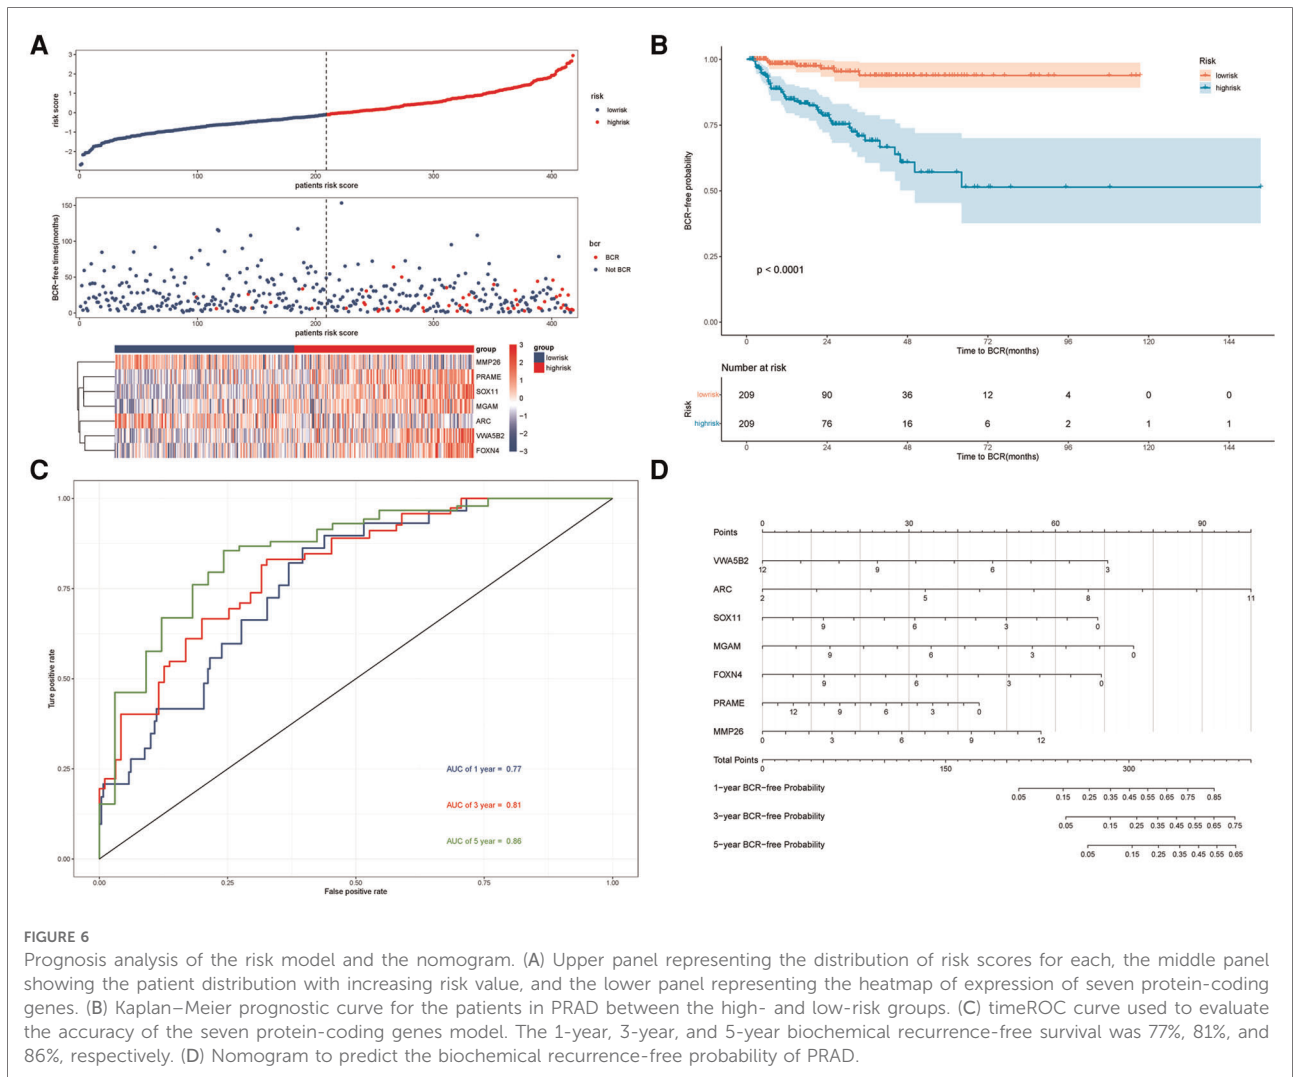 A
3
2
1
0
−1
−2
risk score
0
100
200
300
400
patients risk score
risk
lowrisk
highrisk
150
100
50
0
BCR−free times(months)
0
100
200
300
400
patients risk score
bcr
BCR
Not BCR
group
MMP26
PRAME
SOX11
MGAM
ARC
VWA5B2
FOXN4
3
2
1
0
−1
−2
−3
group
lowrisk
highrisk
B
1.00
0.75
0.50
0.25
0.00
BCR−free probability
p < 0.0001
0
24
48
72
96
120
144
Time to BCR(months)
Risk
lowrisk
highrisk
Number at risk
lowrisk
209
90
36
12
4
0
0
highrisk
209
76
16
6
2
1
1
Risk
0
24
48
72
96
120
144
Time to BCR(months)
C
1.00
0.75
0.50
0.25
0.00
Ture positive rate
AUC of 1 year = 0.77
AUC of 3 year = 0.81
AUC of 5 year = 0.86
0.00
0.25
0.50
0.75
1.00
False positive rate
D
0 30 60 90
Points
VWA5B2
12 9 6 3
ARC
2 5 8 11
SOX11
9 6 3 0
MGAM
9 6 3 0
FOXN4
9 6 3 0
PRAME
12 9 6 3 0
MMP26
0 3 6 9 12
Total Points
0 150 300
1−year BCR−free Probability
0.05 0.15 0.25 0.35 0.45 0.55 0.65 0.75 0.85
3−year BCR−free Probability
0.05 0.15 0.25 0.35 0.45 0.55 0.65 0.75
5−year BCR−free Probability
0.05 0.15 0.25 0.35 0.45 0.55 0.65
FIGURE 6
Prognosis analysis of the risk model and the nomogram. (A) Upper panel representing the distribution of risk scores for each, the middle panel
showing the patient distribution with increasing risk value, and the lower panel representing the heatmap of expression of seven protein-coding
genes. (B) Kaplan–Meier prognostic curve for the patients in PRAD between the high- and low-risk groups. (C) timeROC curve used to evaluate
the accuracy of the seven protein-coding genes model. The 1-year, 3-year, and 5-year biochemical recurrence-free survival was 77%, 81%, and
86%, respectively. (D) Nomogram to predict the biochemical recurrence-free probability of PRAD.